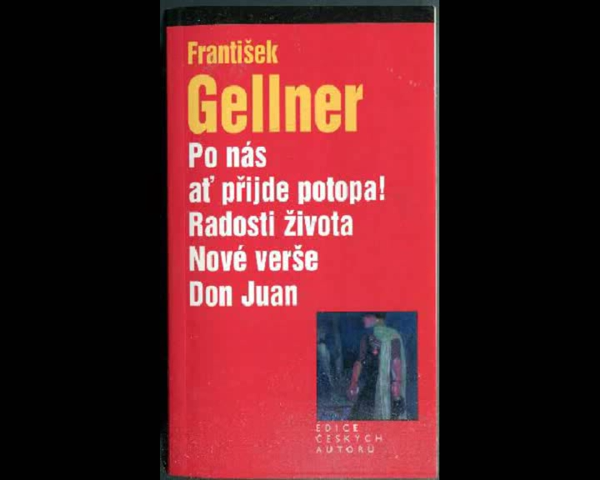 František
Gellner
Po nás
ať přijde potopa!
Radosti života
Nové verše
Don Juan
EDICE
ČESKÝCH
AUTORŮ